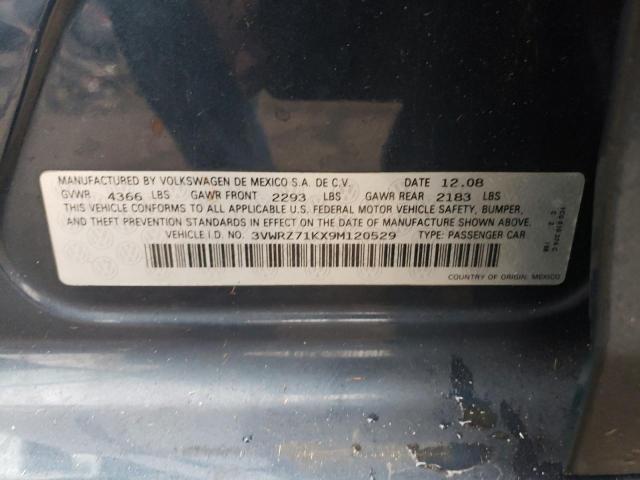 MANUFACTURED BY VOLKSWAGEN DE MEXICO S.A. DE C.V. DATE 12.08
GVWR 4366 LBS GAWR FRONT 2293 LBS GAWR REAR 2183 LBS
THIS VEHICLE CONFORMS TO ALL APPLICABLE U.S. FEDERAL MOTOR VEHICLE SAFETY, BUMPER,
AND THEFT PREVENTION STANDARDS IN EFFECT ON THE DATE OF MANUFACTURE SHOWN ABOVE.
VEHICLE I.D. NO. 3VWRZ71KX9M120529 TYPE: PASSENGER CAR
COUNTRY OF ORIGIN: MEXICO